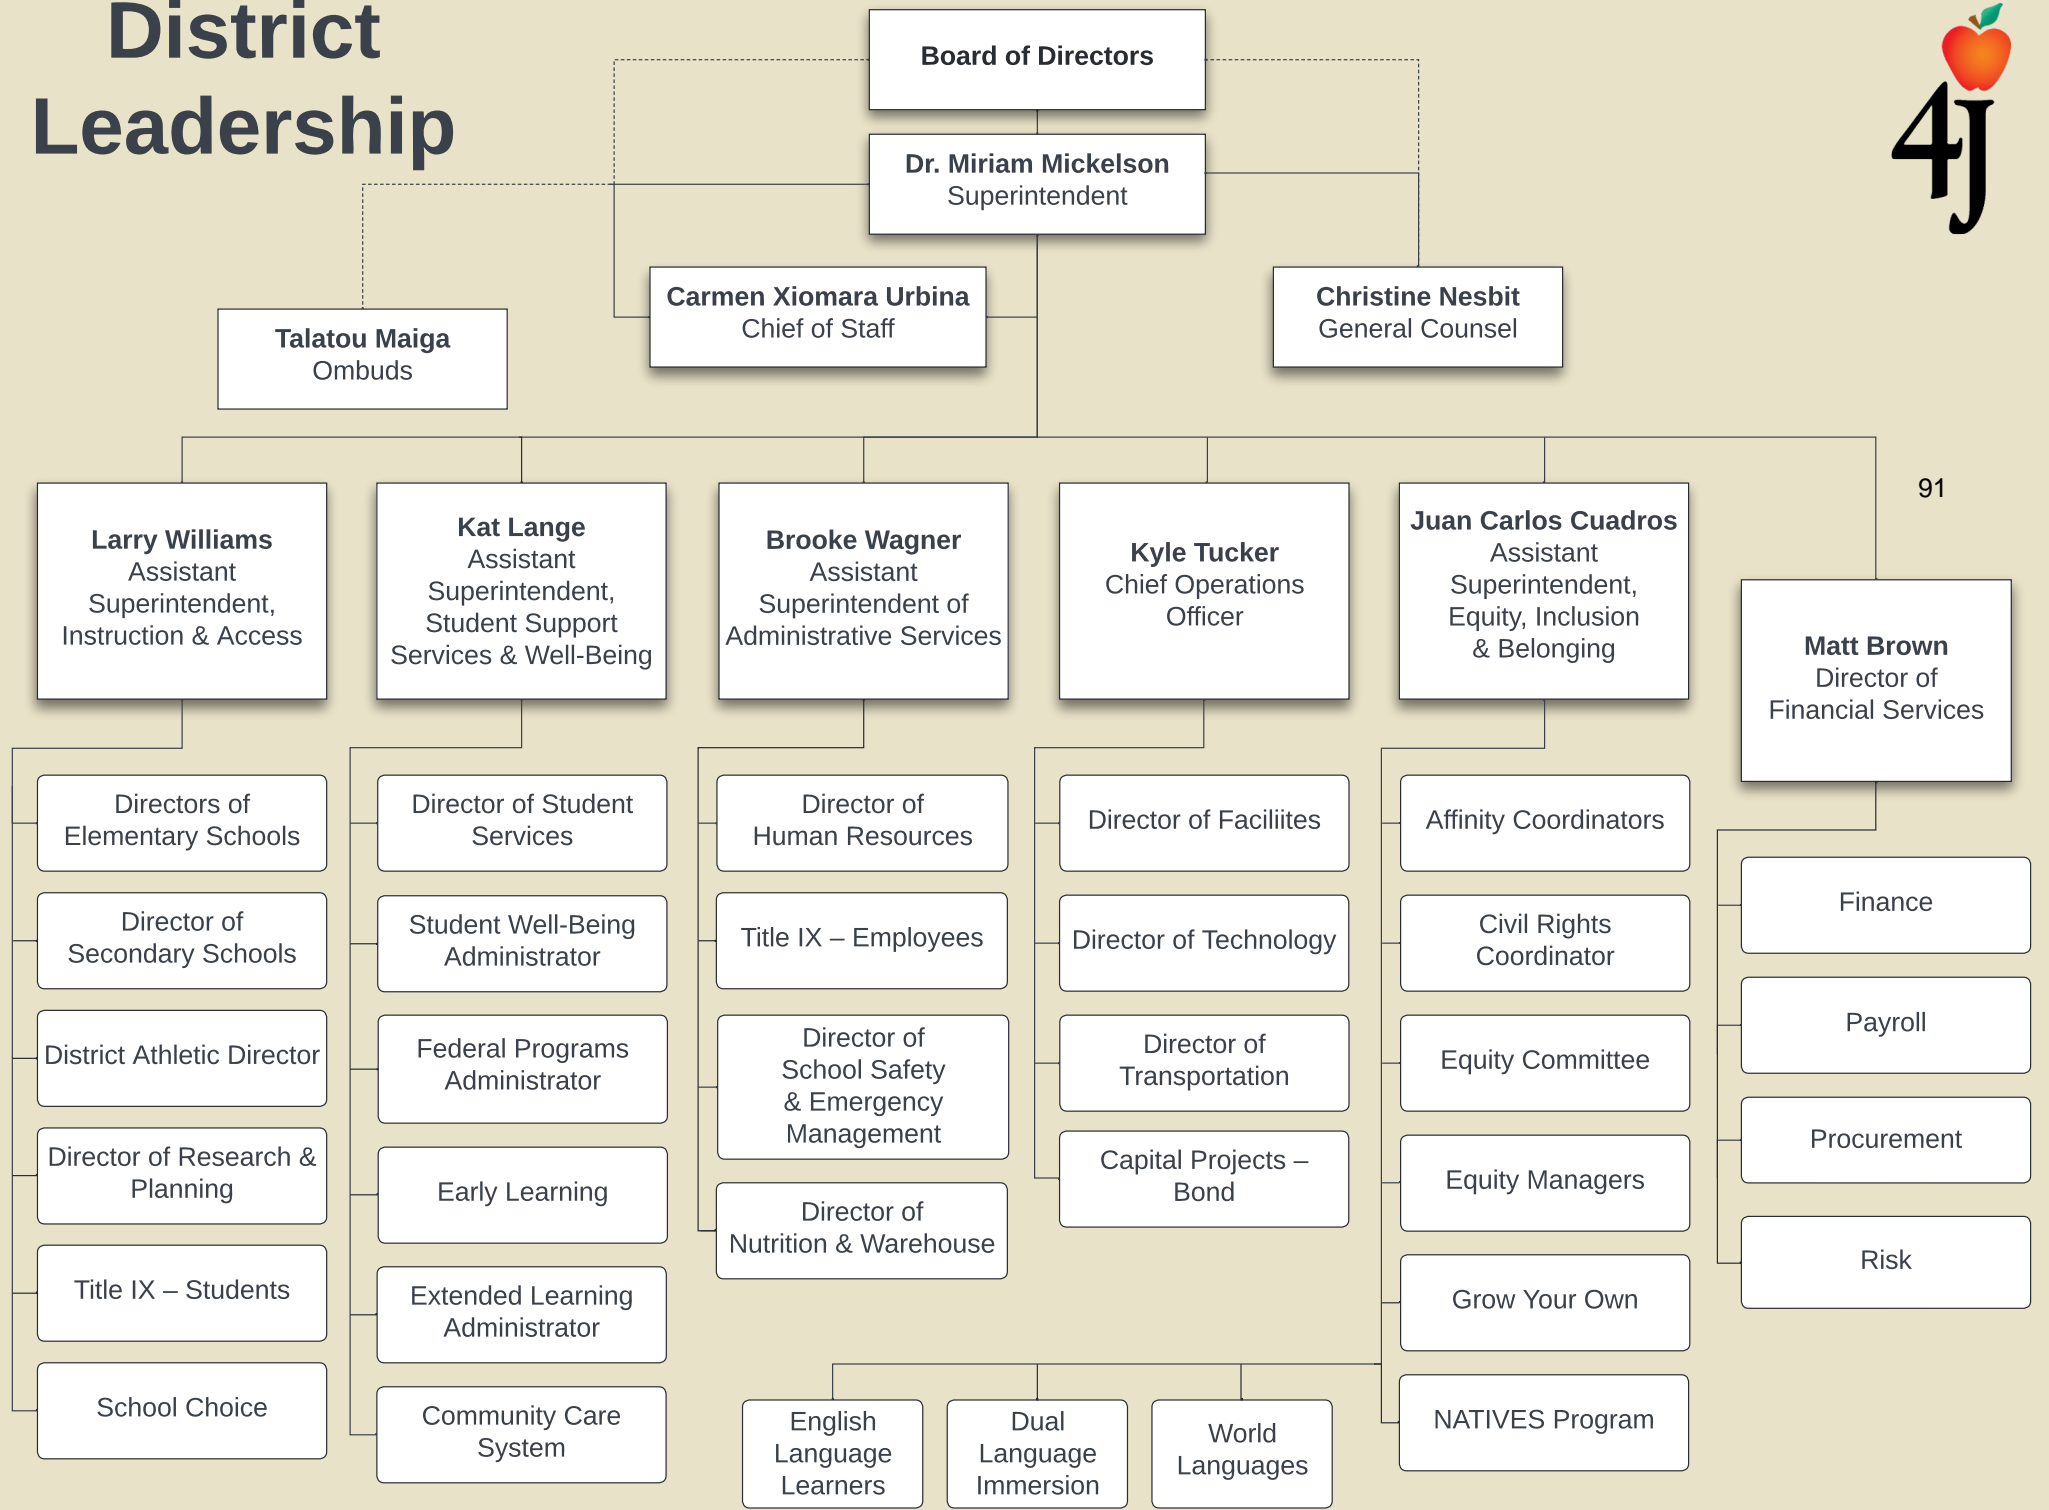 District
Leadership
Board of Directors
4J
Dr. Miriam Mickelson
Superintendent
Carmen Xiomara Urbina
Chief of Staff
Christine Nesbit
General Counsel
Talatou Maiga
Ombuds
91
Larry Williams
Assistant
Superintendent,
Instruction & Access
Kat Lange
Assistant
Superintendent,
Student Support
Services & Well-Being
Brooke Wagner
Assistant
Superintendent of
Administrative Services
Kyle Tucker
Chief Operations
Officer
Juan Carlos Cuadros
Assistant
Superintendent,
Equity, Inclusion
& Belonging
Matt Brown
Director of
Financial Services
Directors of
Elementary Schools
Director of
Secondary Schools
District Athletic Director
Director of Research &
Planning
Title IX – Students
School Choice
Director of Student
Services
Student Well-Being
Administrator
Federal Programs
Administrator
Early Learning
Extended Learning
Administrator
Community Care
System
Director of
Human Resources
Title IX – Employees
Director of
School Safety
& Emergency
Management
Director of
Nutrition & Warehouse
Director of Faciliites
Director of Technology
Director of
Transportation
Capital Projects –
Bond
Affinity Coordinators
Civil Rights
Coordinator
Equity Committee
Equity Managers
Grow Your Own
NATIVES Program
English
Language
Learners
Dual
Language
Immersion
World
Languages
Finance
Payroll
Procurement
Risk